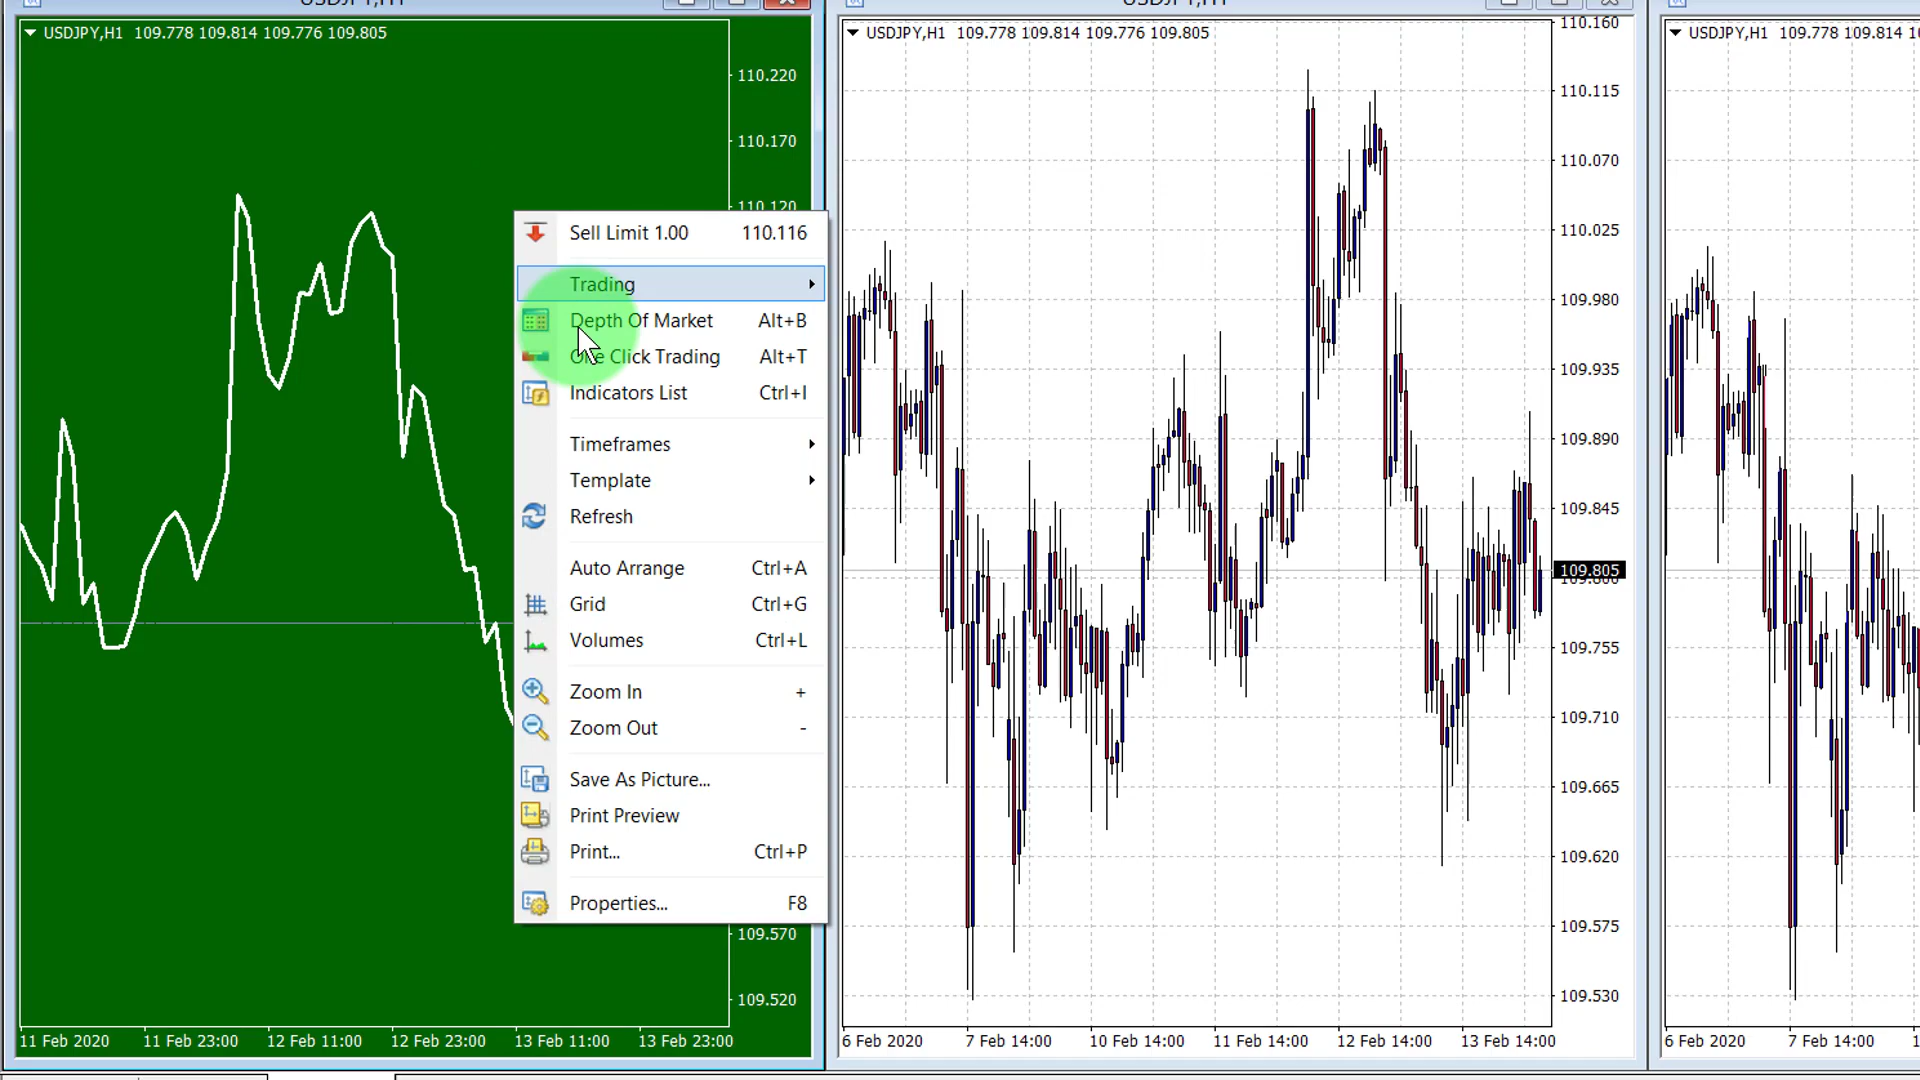 USDJPY,H1 109.778 109.814 109.776 109.805
110.220
110.170
110.120
109.570
109.520
11 Feb 2020 11 Feb 23:00 12 Feb 11:00 12 Feb 23:00 13 Feb 11:00 13 Feb 23:00
Sell Limit 1.00 110.116
Trading
Depth Of Market Alt+B
One Click Trading Alt+T
Indicators List Ctrl+I
Timeframes
Template
Refresh
Auto Arrange Ctrl+A
Grid Ctrl+G
Volumes Ctrl+L
Zoom In +
Zoom Out -
Save As Picture...
Print Preview
Print... Ctrl+P
Properties... F8
USDJPY,H1 109.778 109.814 109.776 109.805
110.160
110.115
110.070
110.025
109.980
109.935
109.890
109.845
109.805
109.755
109.710
109.665
109.620
109.575
109.530
6 Feb 2020 7 Feb 14:00 10 Feb 14:00 11 Feb 14:00 12 Feb 14:00 13 Feb 14:00
USDJPY,H1 109.778 109.814
6 Feb 2020 7 Feb 14:00